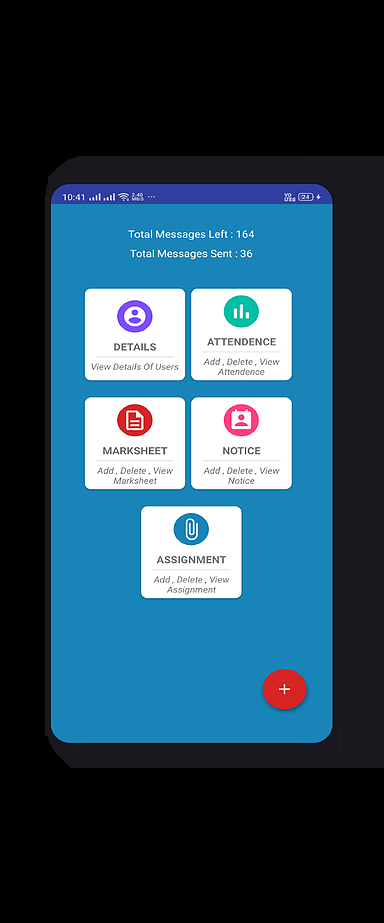 10:41 2.40 MB/S ... VO LTE2 24
Total Messages Left : 164
Total Messages Sent : 36
DETAILS
View Details Of Users
ATTENDENCE
Add , Delete , View
Attendence
MARKSHEET
Add , Delete , View
Marksheet
NOTICE
Add , Delete , View
Notice
ASSIGNMENT
Add , Delete , View
Assignment
+